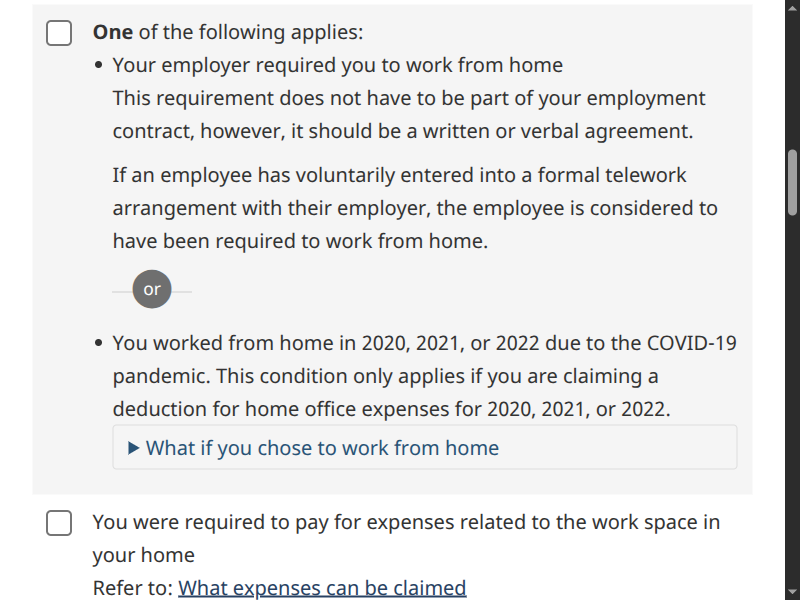 One of the following applies:
• Your employer required you to work from home
This requirement does not have to be part of your employment
contract, however, it should be a written or verbal agreement.
If an employee has voluntarily entered into a formal telework
arrangement with their employer, the employee is considered to
have been required to work from home.
or
• You worked from home in 2020, 2021, or 2022 due to the COVID-19
pandemic. This condition only applies if you are claiming a
deduction for home office expenses for 2020, 2021, or 2022.
What if you chose to work from home
You were required to pay for expenses related to the work space in
your home
Refer to: What expenses can be claimed